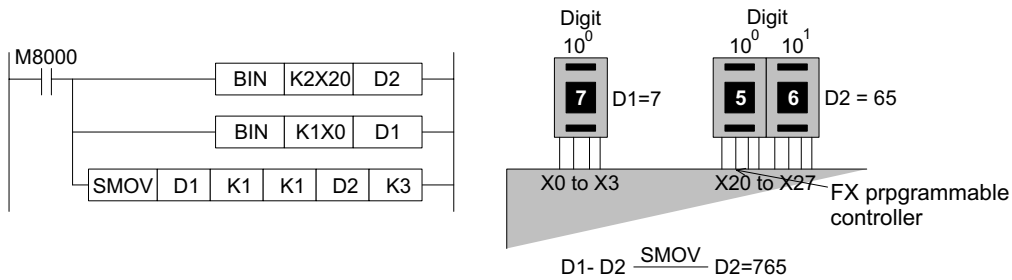 M8000
BIN K2X20 D2
BIN K1X0 D1
SMOV D1 K1 K1 D2 K3
Digit
10⁰
7
D1=7
Digit
10⁰ 10¹
5 6
D2 = 65
X0 to X3
X20 to X27
FX prpgrammable
controller
D1- D2 SMOV D2=765